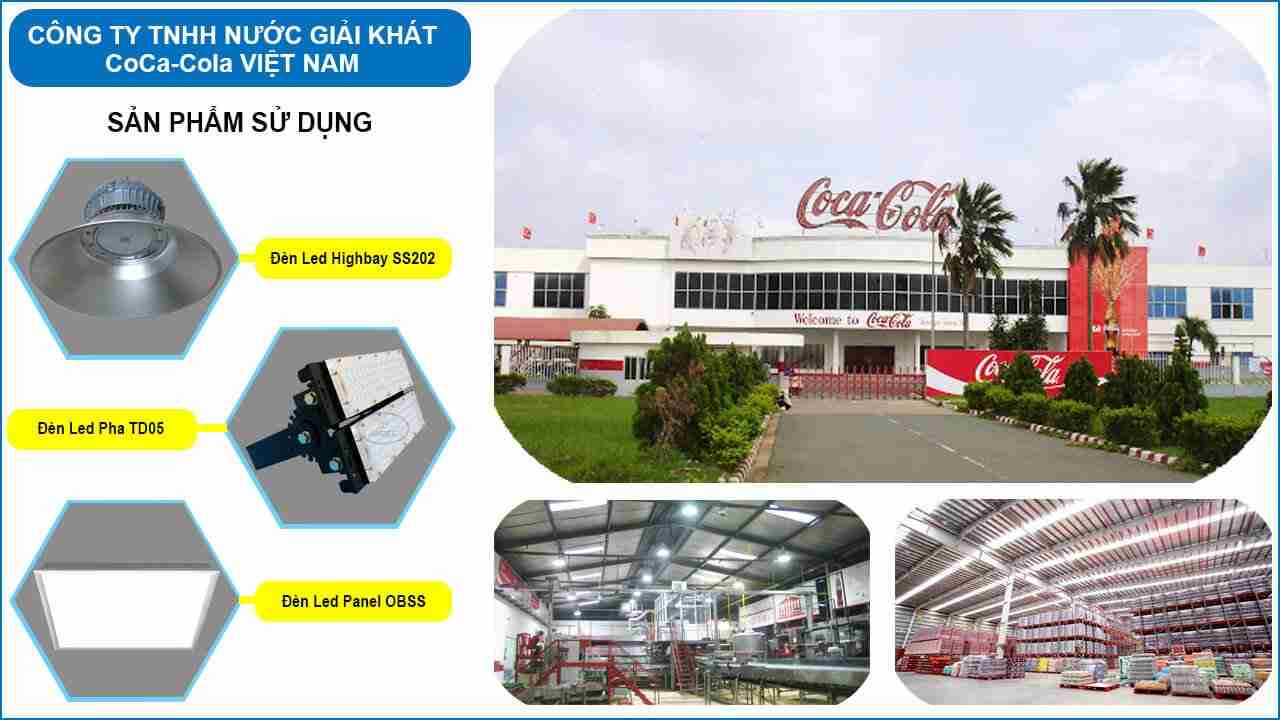 CÔNG TY TNHH NƯỚC GIẢI KHÁT
CoCa-Cola VIỆT NAM
SẢN PHẨM SỬ DỤNG
Đèn Led Highbay SS202
Đèn Led Pha TD05
Đèn Led Panel OBSS
Coca-Cola
Welcome to Coca-Cola
Coca-Cola